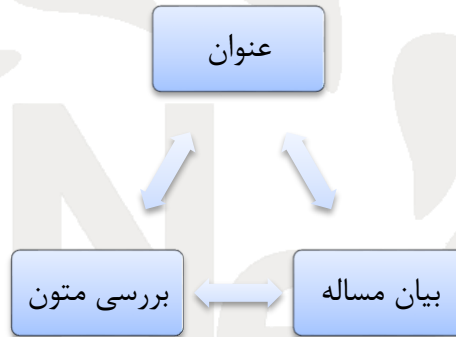 عنوان
بیان مساله
بررسی متون